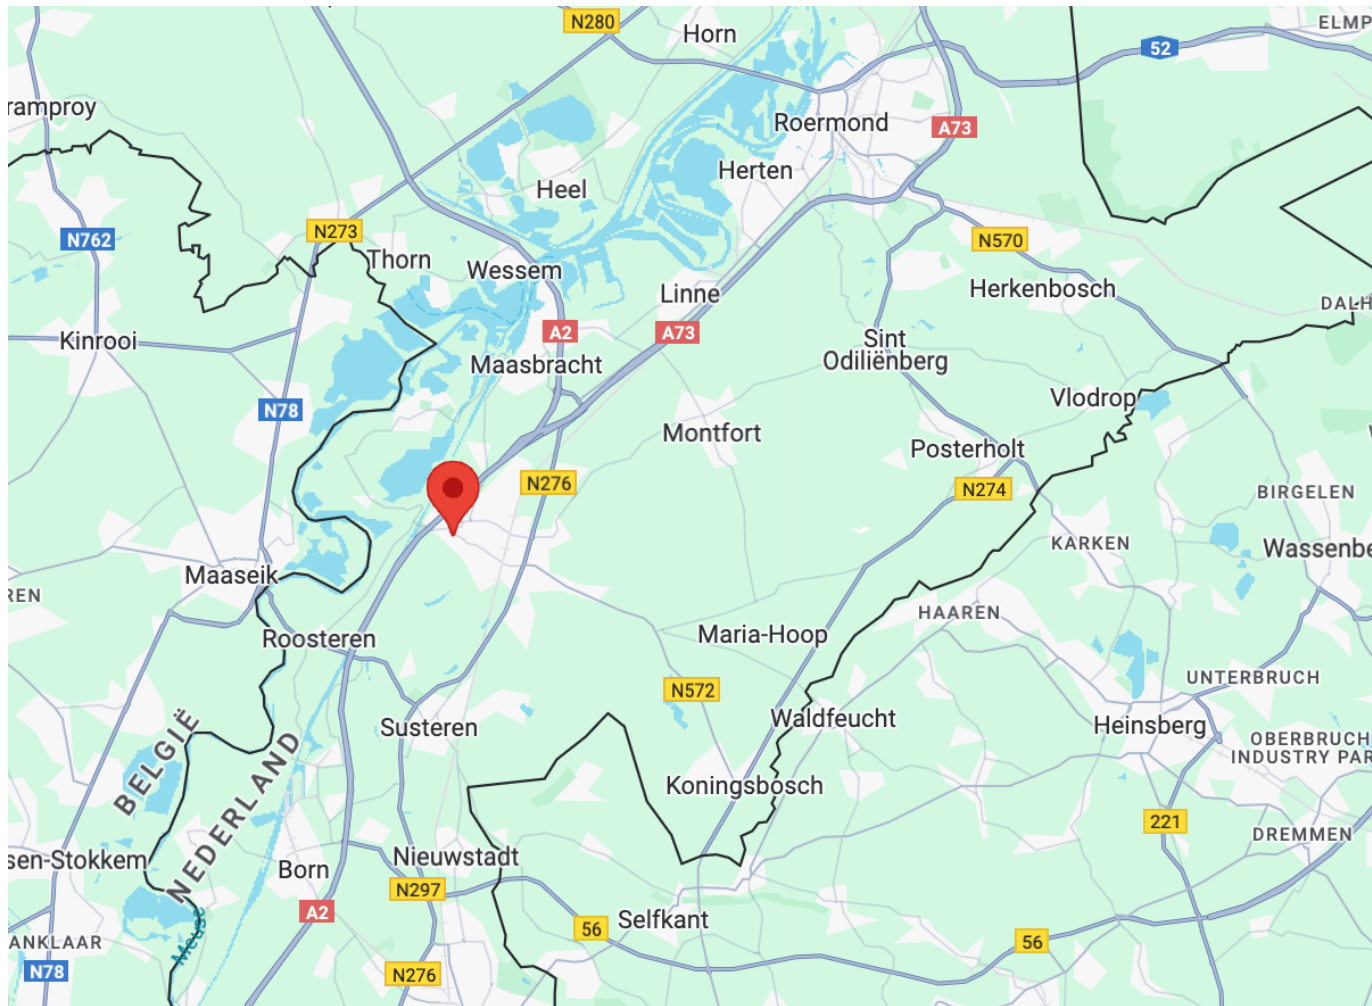 N280
Horn
ELMP
52
ramproy
Roermond
A73
Herten
Heel
N762
N273
Thorn
N570
Wessem
Herkenbosch
Linne
DALH
Kinrooi
A2
A73
Sint
Odiliënberg
Maasbracht
N78
Vlodrop
Montfort
Posterholt
N276
N274
BIRGELEN
KARKEN
Wassenbe
Maaseik
REN
HAAREN
Roosteren
Maria-Hoop
N572
UNTERBRUCH
Susteren
Waldfeucht
Heinsberg
OBERBRUCH
INDUSTRY PAR
BELGIË
NEDERLAND
Koningsbosch
221
DREMMEN
sen-Stokkem
Nieuwstadt
Born
N297
A2
Selfkant
56
56
Meuse
ANKLAAR
N78
N276